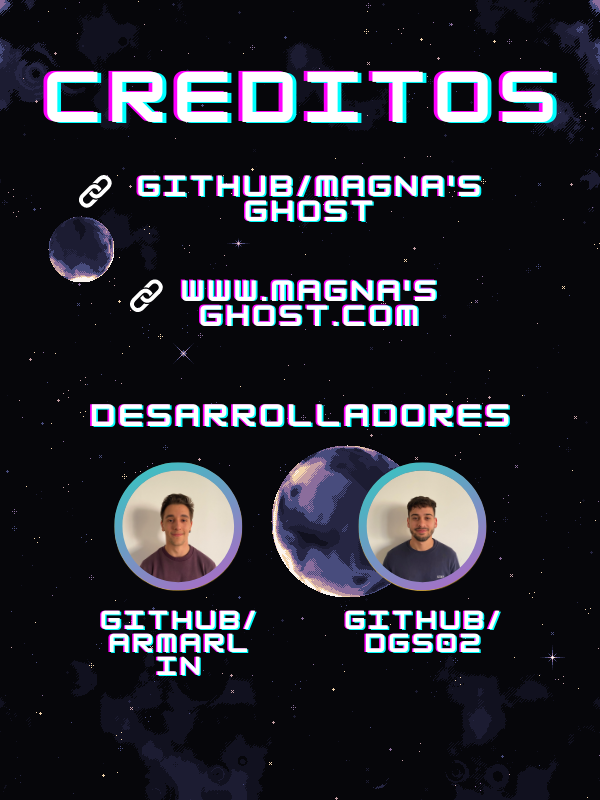 CREDITOS
GITHUB/MAGNA'S
GHOST
WWW.MAGNA'S
GHOST.COM
DESARROLLADORES
GITHUB/
ARMARL
IN
GITHUB/
DGS02